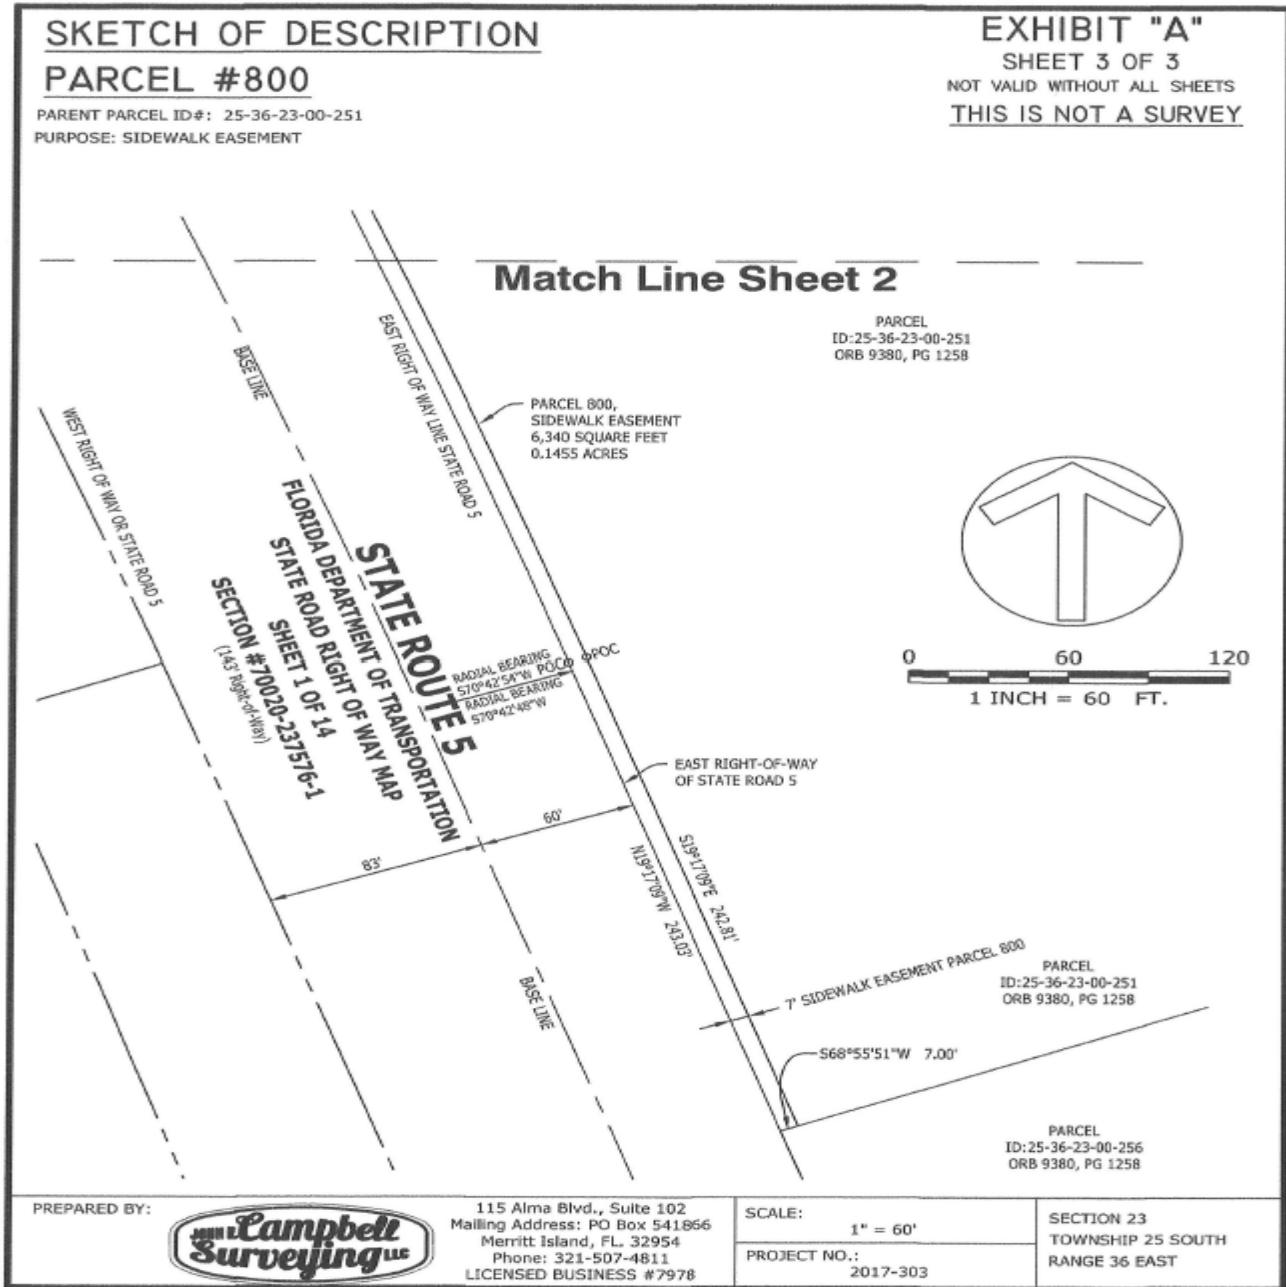 SKETCH OF DESCRIPTION
PARCEL #800
PARENT PARCEL ID#: 25-36-23-00-251
PURPOSE: SIDEWALK EASEMENT
EXHIBIT "A"
SHEET 3 OF 3
NOT VALID WITHOUT ALL SHEETS
THIS IS NOT A SURVEY
Match Line Sheet 2
PARCEL
ID:25-36-23-00-251
ORB 9380, PG 1258
BASE LINE
EAST RIGHT OF WAY LINE STATE ROAD 5
WEST RIGHT OF WAY OR STATE ROAD 5
PARCEL 800,
SIDEWALK EASEMENT
6,340 SQUARE FEET
0.1455 ACRES
STATE ROUTE 5
FLORIDA DEPARTMENT OF TRANSPORTATION
STATE ROAD RIGHT OF WAY MAP
SHEET 1 OF 14
SECTION #70020-237576-1
(143' Right-of-Way)
RADIAL BEARING
S70°42'54"W POC POC
RADIAL BEARING
S70°42'48"W
0 60 120
1 INCH = 60 FT.
EAST RIGHT-OF-WAY
OF STATE ROAD 5
60'
83'
N19°17'09"W 243.03'
S19°17'09"E 242.81'
BASE LINE
7' SIDEWALK EASEMENT PARCEL 800
PARCEL
ID:25-36-23-00-251
ORB 9380, PG 1258
S68°55'51"W 7.00'
PARCEL
ID:25-36-23-00-256
ORB 9380, PG 1258
PREPARED BY:
JOHN R. Campbell
Surveying LLC
115 Alma Blvd., Suite 102
Mailing Address: PO Box 541866
Merritt Island, FL. 32954
Phone: 321-507-4811
LICENSED BUSINESS #7978
SCALE:
1" = 60'
PROJECT NO.:
2017-303
SECTION 23
TOWNSHIP 25 SOUTH
RANGE 36 EAST